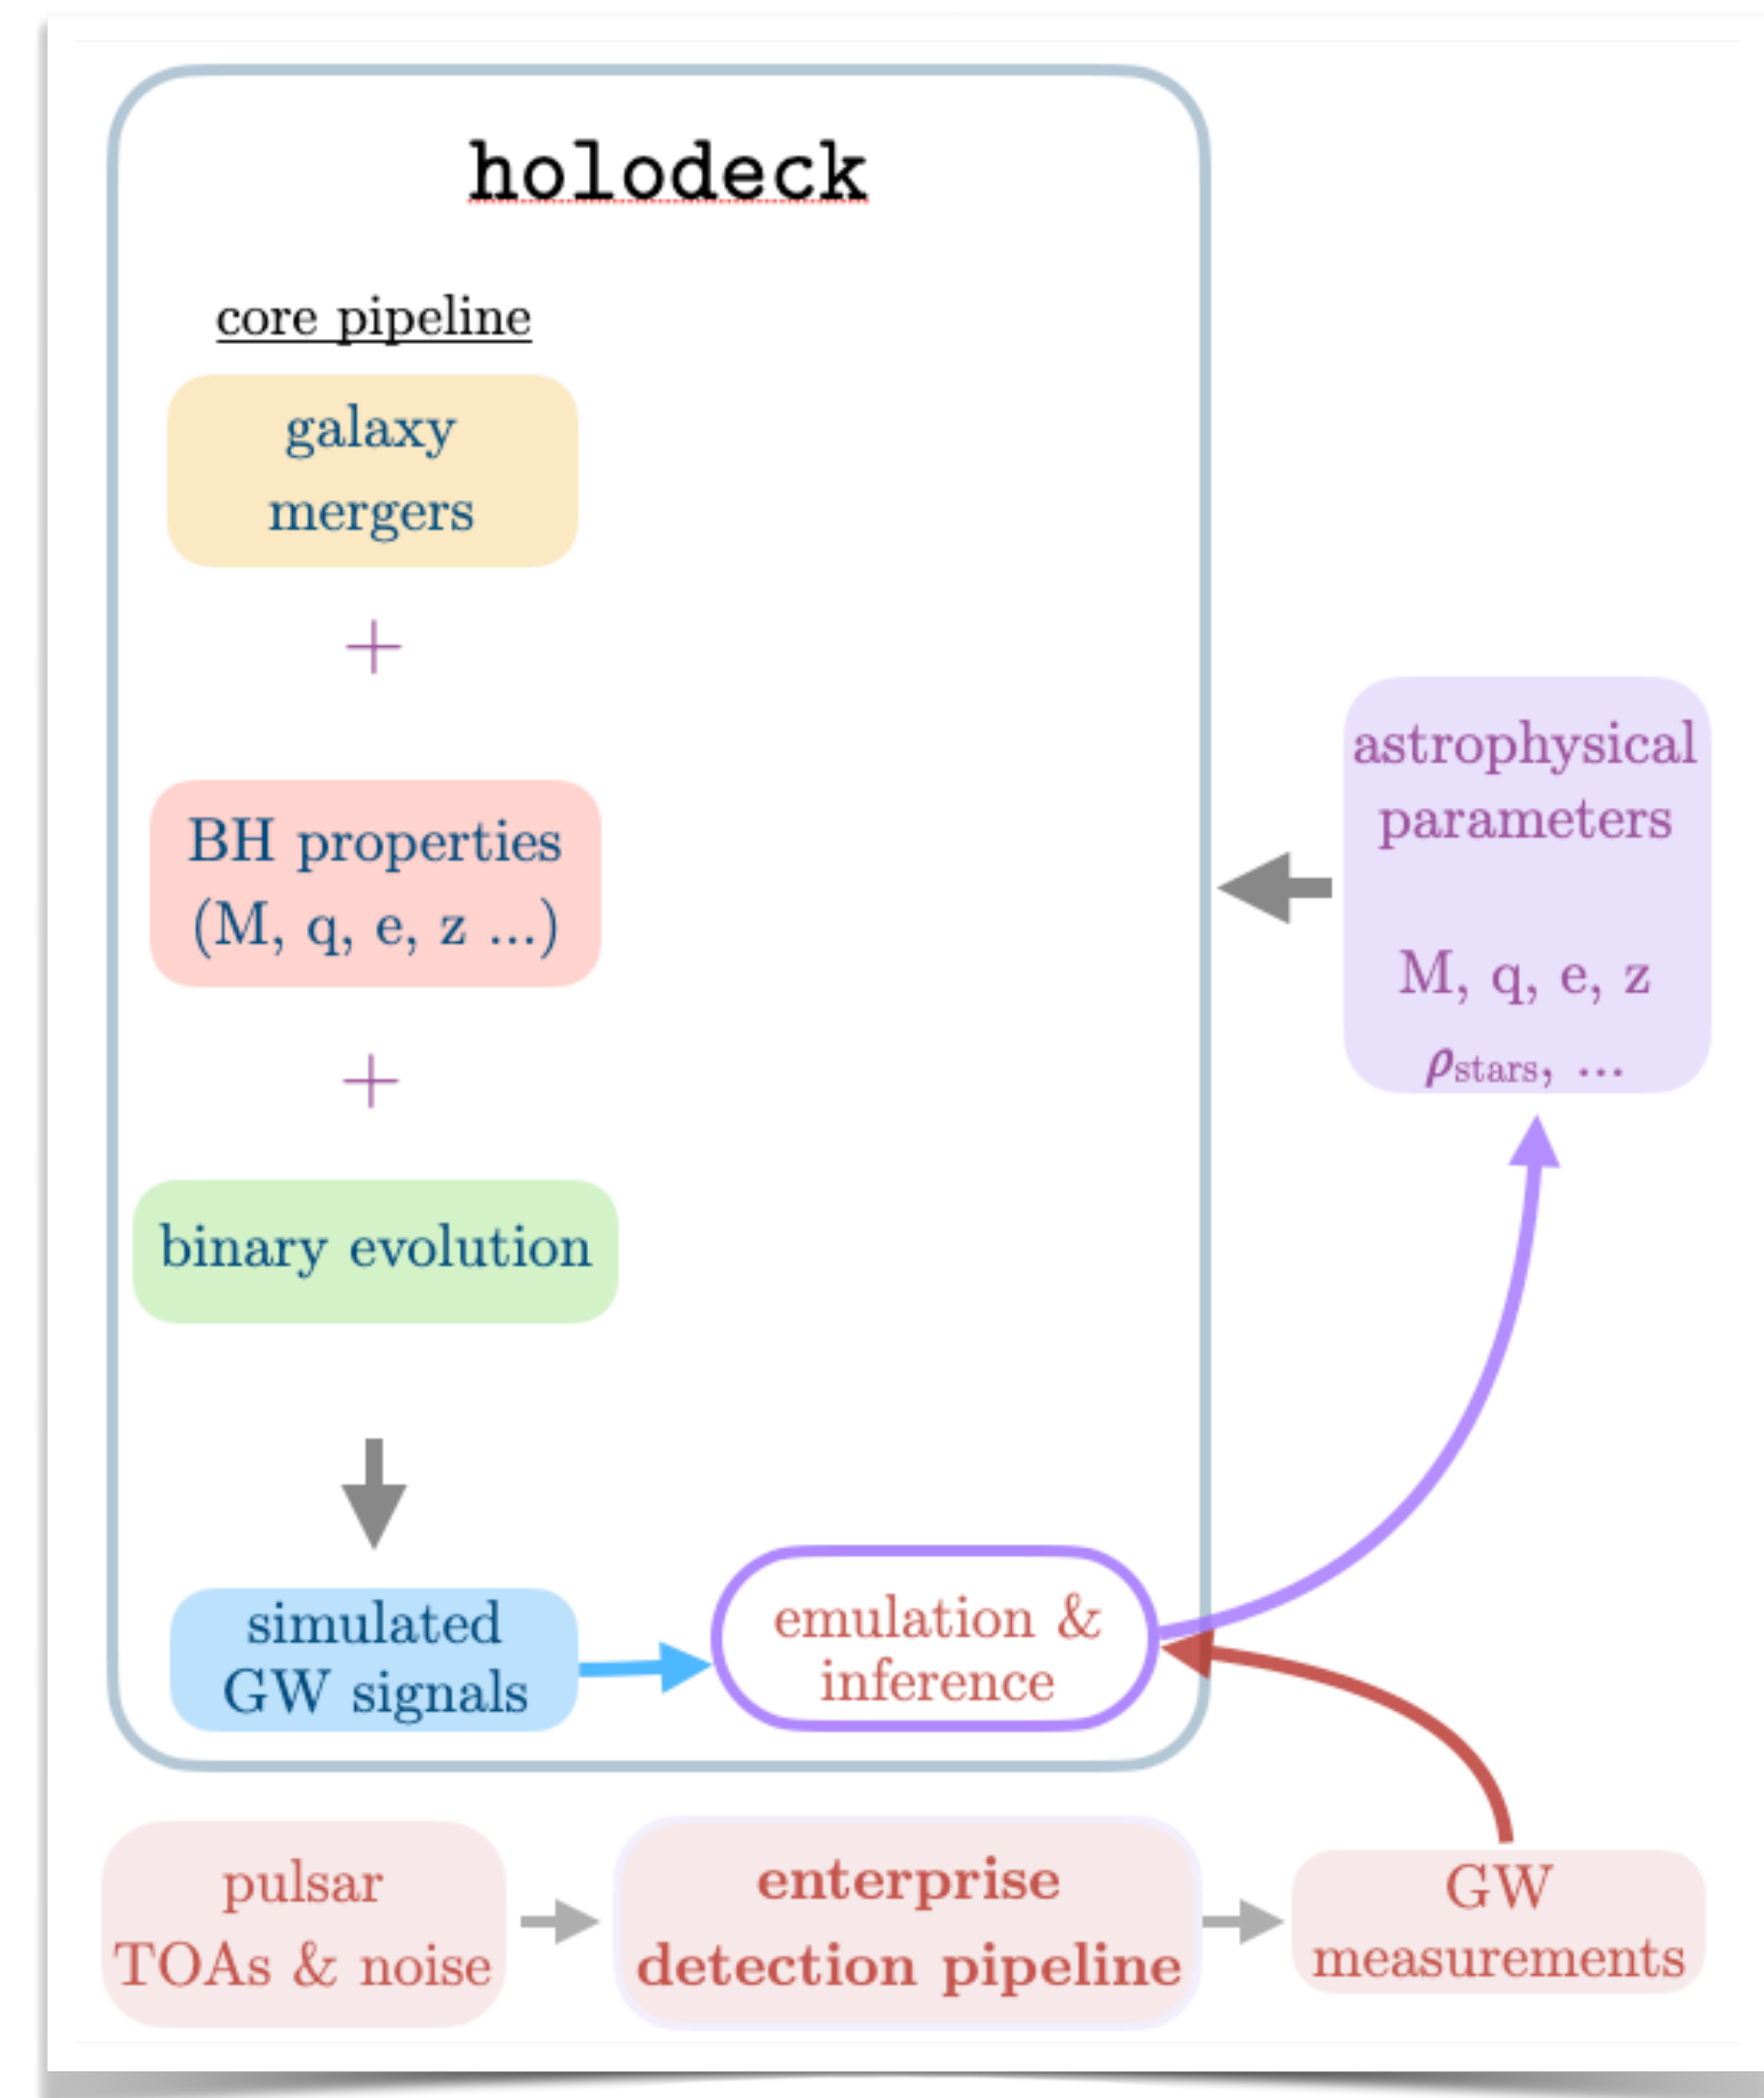 holodeck
core pipeline
galaxy
mergers
+
BH properties
(M, q, e, z ...)
+
binary evolution
simulated
GW signals
emulation &
inference
astrophysical
parameters
M, q, e, z
ρstars, ...
pulsar
TOAs & noise
enterprise
detection pipeline
GW
measurements